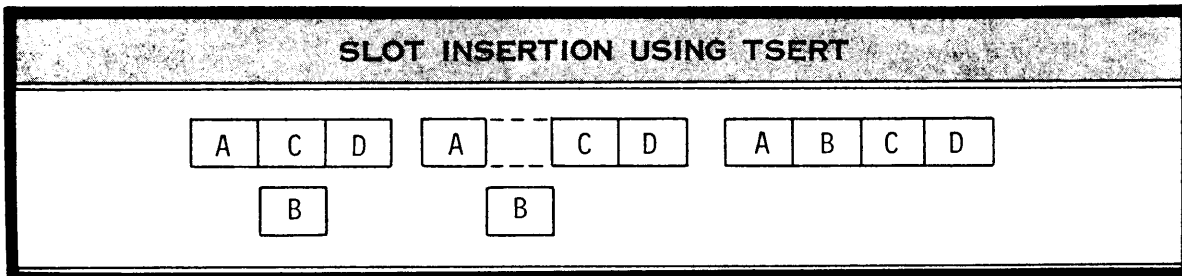 SLOT INSERTION USING TSERT
A C D A C D A B C D
B B